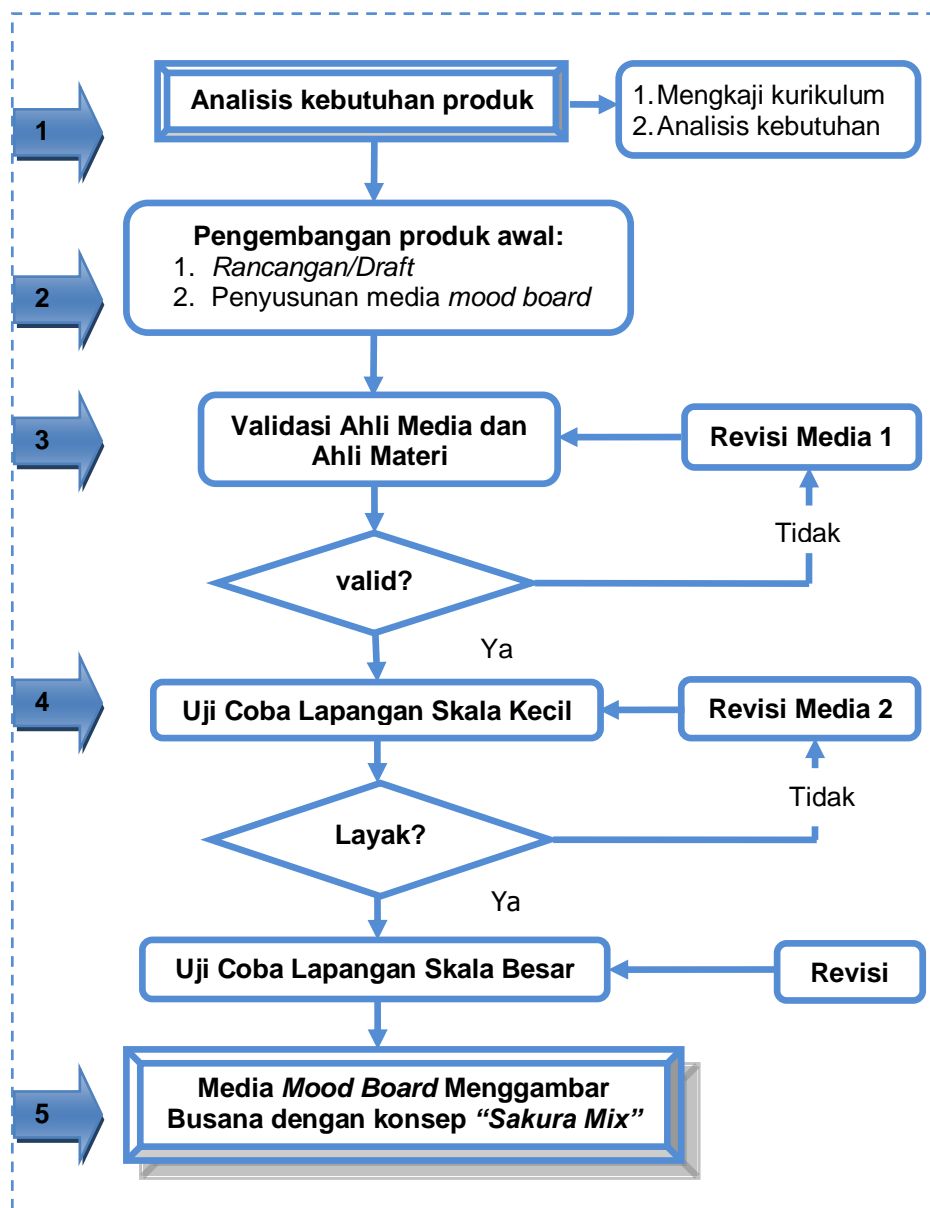 1
Analisis kebutuhan produk
1. Mengkaji kurikulum
2. Analisis kebutuhan
2
Pengembangan produk awal:
1. Rancangan/Draft
2. Penyusunan media mood board
3
Validasi Ahli Media dan
Ahli Materi
Revisi Media 1
Tidak
valid?
Ya
4
Uji Coba Lapangan Skala Kecil
Revisi Media 2
Tidak
Layak?
Ya
Uji Coba Lapangan Skala Besar
Revisi
5
Media Mood Board Menggambar
Busana dengan konsep “Sakura Mix”